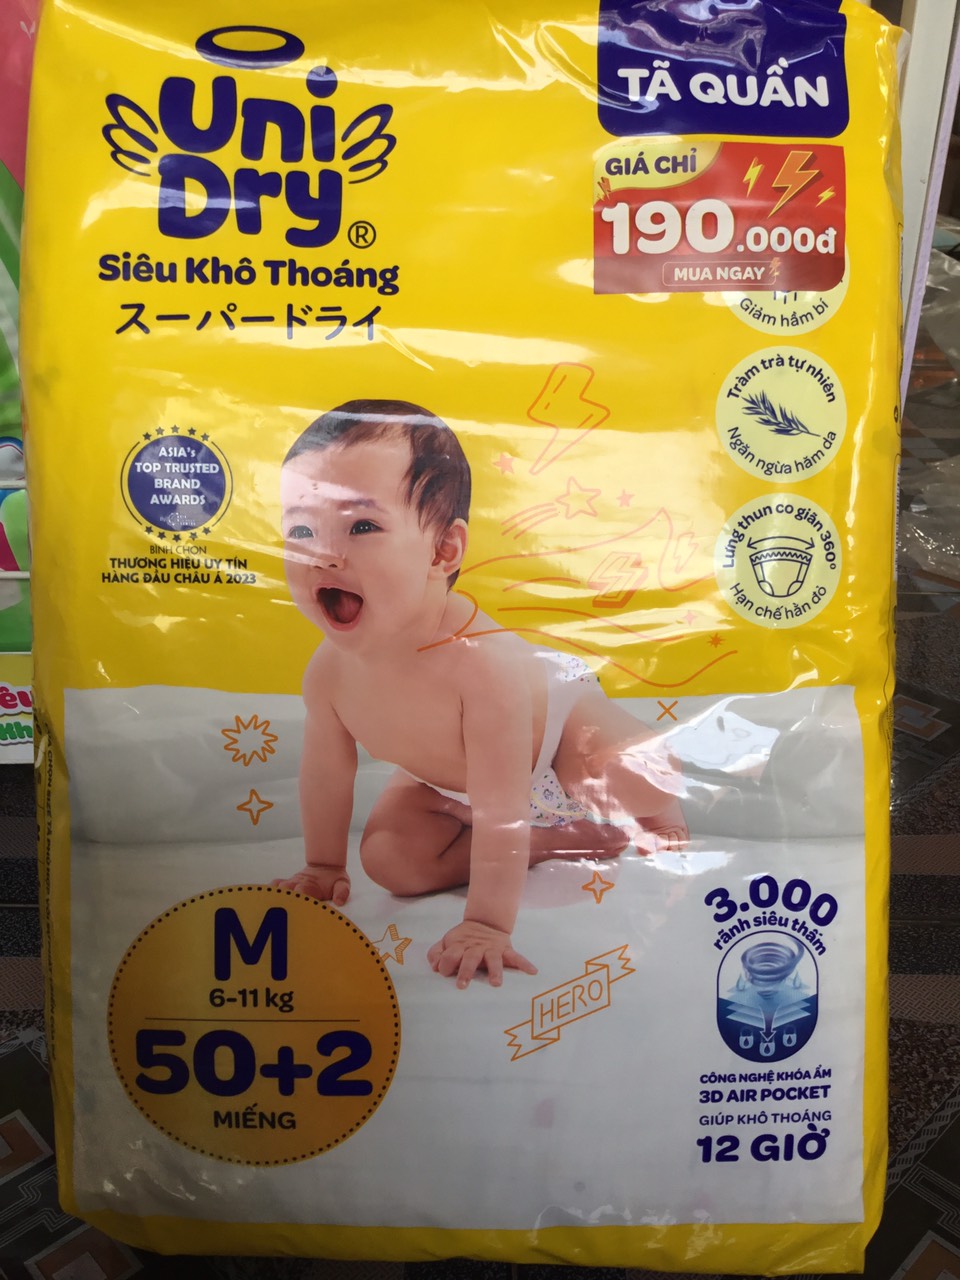 Uni
Dry®
Siêu Khô Thoáng
スーパードライ
TÃ QUẦN
GIÁ CHỈ
190.000đ
MUA NGAY
Giảm hầm bí
Tràm trà tự nhiên
Ngăn ngừa hăm da
Lưng thun co giãn 360°
Hạn chế hằn đỏ
ASIA's
TOP TRUSTED
BRAND
AWARDS
BÌNH CHỌN
THƯƠNG HIỆU UY TÍN
HÀNG ĐẦU CHÂU Á 2023
M
6-11 kg
50+2
MIẾNG
HERO
3.000
rãnh siêu thấm
CÔNG NGHỆ KHÓA ẨM
3D AIR POCKET
GIÚP KHÔ THOÁNG
12 GIỜ